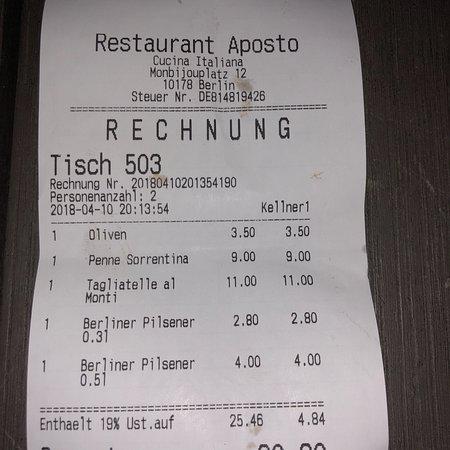 Restaurant Aposto
Cucina Italiana
Monbijouplatz 12
10178 Berlin
Steuer Nr. DE814819426
RECHNUNG
Tisch 503
Rechnung Nr. 20180410201354190
Personenanzahl: 2
2018-04-10 20:13:54 Kellner1
1 Oliven 3.50 3.50
1 Penne Sorrentina 9.00 9.00
1 Tagliatelle al 11.00 11.00
Monti
1 Berliner Pilsener 2.80 2.80
0.3l
1 Berliner Pilsener 4.00 4.00
0.5l
Enthaelt 19% Ust.auf 25.46 4.84